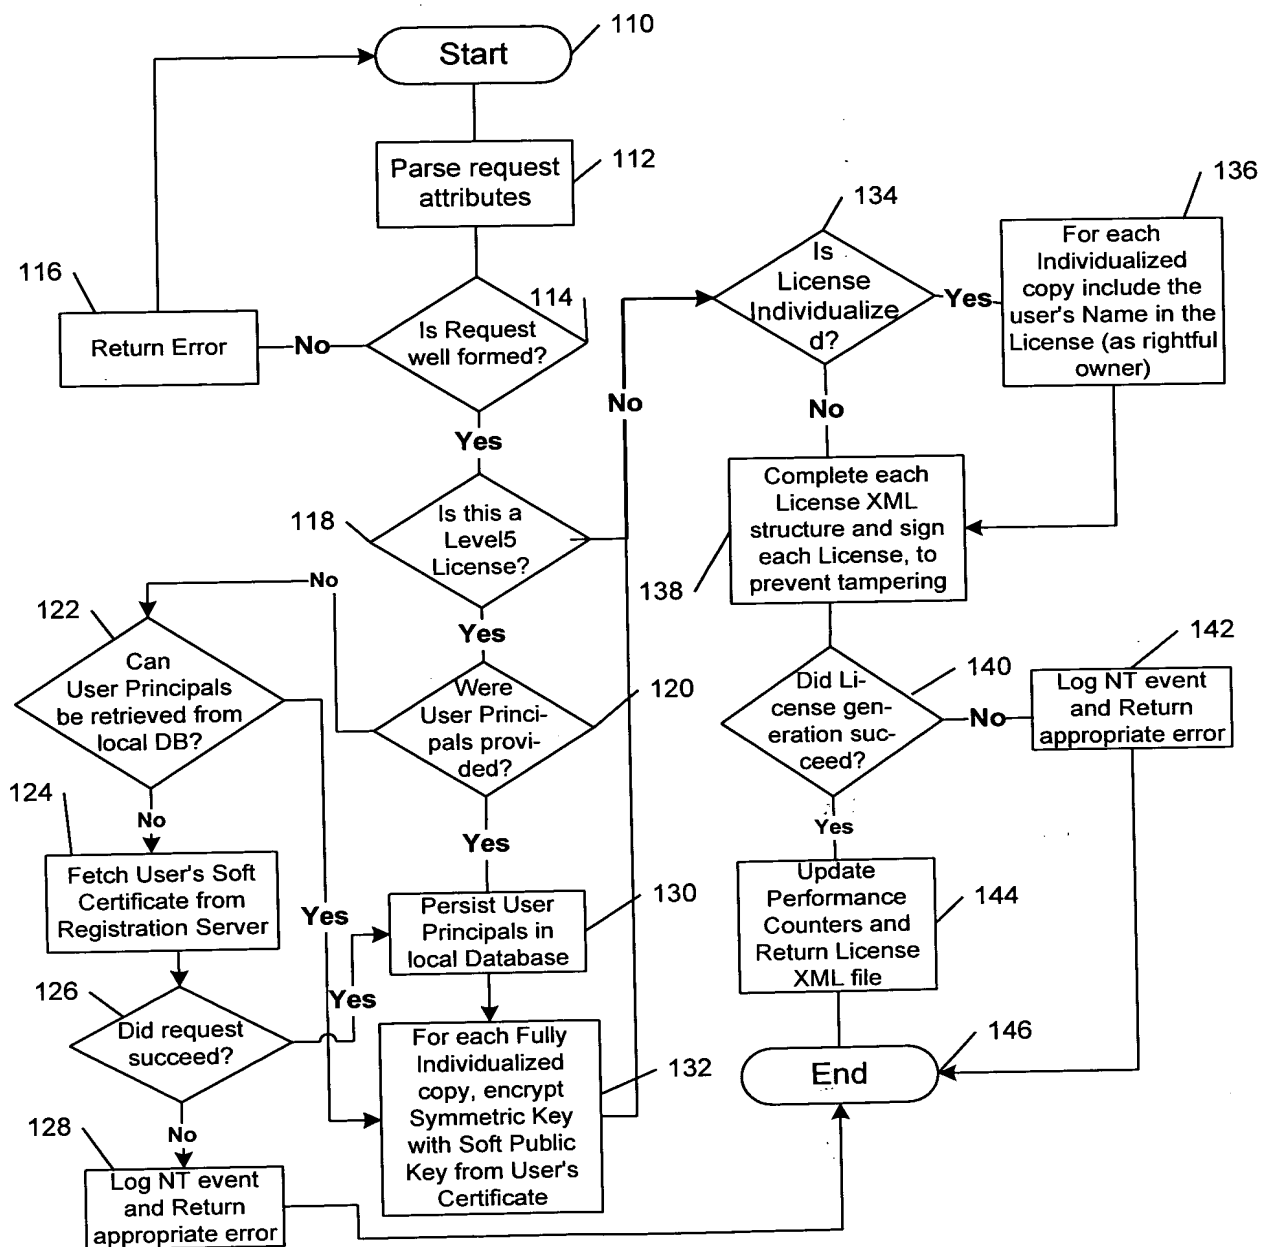 Start
110
Parse request
attributes
112
Is Request
well formed?
114
No
Return Error
116
Yes
Is this a
Level5
License?
118
No
Yes
Were
User Princi-
pals provi-
ded?
120
No
Can
User Principals
be retrieved from
local DB?
122
No
Fetch User's Soft
Certificate from
Registration Server
124
Yes
Did request
succeed?
126
Yes
No
Log NT event
and Return
appropriate error
128
Yes
Persist User
Principals in
local Database
130
For each Fully
Individualized
copy, encrypt
Symmetric Key
with Soft Public
Key from User's
Certificate
132
Is
License
Individualize
d?
134
Yes
For each
Individualized
copy include the
user's Name in the
License (as rightful
owner)
136
No
Complete each
License XML
structure and sign
each License, to
prevent tampering
138
Did Li-
cense gen-
eration suc-
ceed?
140
No
Log NT event
and Return
appropriate error
142
Yes
Update
Performance
Counters and
Return License
XML file
144
End
146